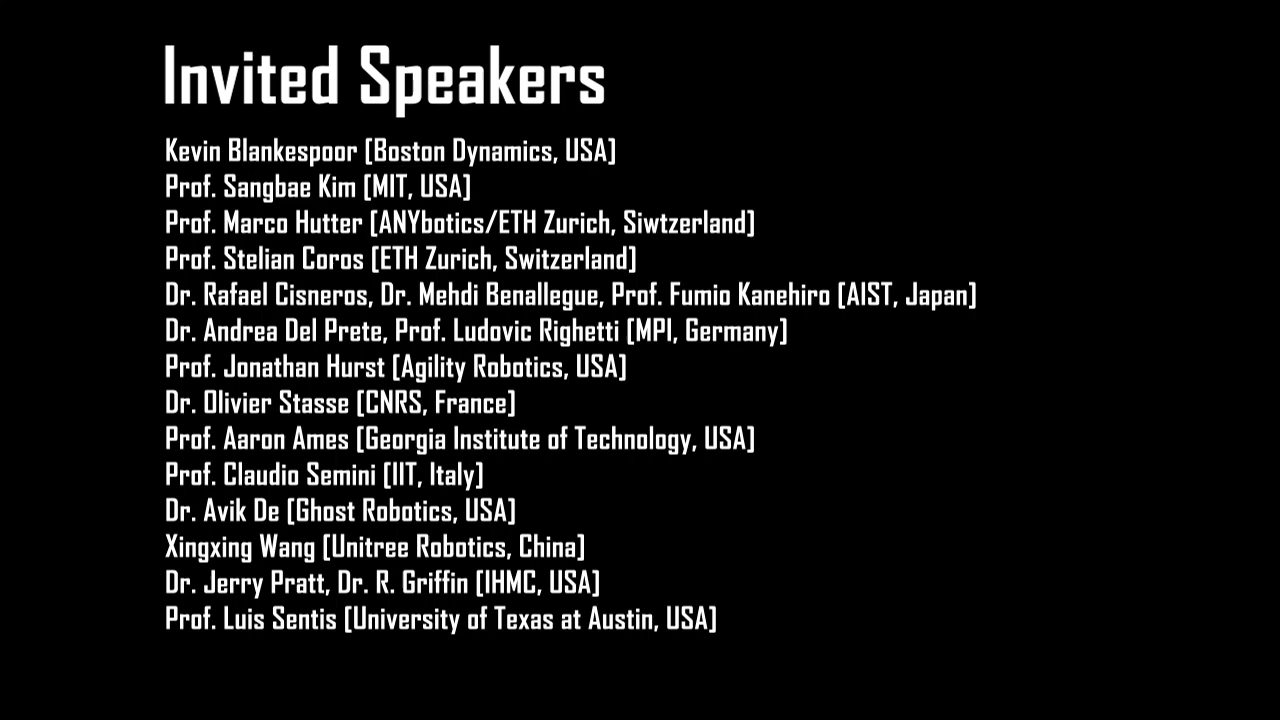 Invited Speakers
Kevin Blankespoor [Boston Dynamics, USA]
Prof. Sangbae Kim [MIT, USA]
Prof. Marco Hutter [ANYbotics/ETH Zurich, Siwtzerland]
Prof. Stelian Coros [ETH Zurich, Switzerland]
Dr. Rafael Cisneros, Dr. Mehdi Benallegue, Prof. Fumio Kanehiro [AIST, Japan]
Dr. Andrea Del Prete, Prof. Ludovic Righetti [MPI, Germany]
Prof. Jonathan Hurst [Agility Robotics, USA]
Dr. Olivier Stasse [CNRS, France]
Prof. Aaron Ames [Georgia Institute of Technology, USA]
Prof. Claudio Semini [IIT, Italy]
Dr. Avik De [Ghost Robotics, USA]
Xingxing Wang [Unitree Robotics, China]
Dr. Jerry Pratt, Dr. R. Griffin [IHMC, USA]
Prof. Luis Sentis [University of Texas at Austin, USA]